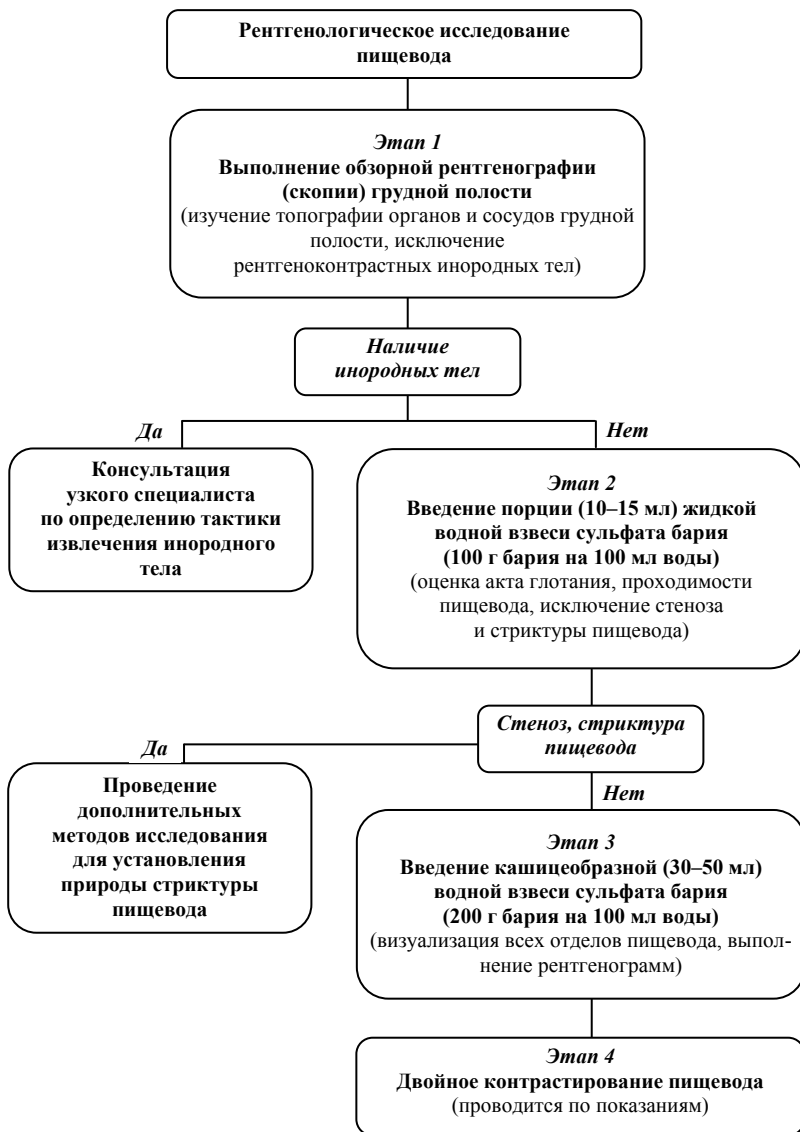 Рентгенологическое исследование
пищевода
Этап 1
Выполнение обзорной рентгенографии
(скопии) грудной полости
(изучение топографии органов и сосудов грудной
полости, исключение
рентгеноконтрастных инородных тел)
Наличие
инородных тел
Да
Нет
Консультация
узкого специалиста
по определению тактики
извлечения инородного
тела
Этап 2
Введение порции (10–15 мл) жидкой
водной взвеси сульфата бария
(100 г бария на 100 мл воды)
(оценка акта глотания, проходимости
пищевода, исключение стеноза
и стриктуры пищевода)
Стеноз, стриктура
пищевода
Да
Нет
Проведение
дополнительных
методов исследования
для установления
природы стриктуры
пищевода
Этап 3
Введение кашицеобразной (30–50 мл)
водной взвеси сульфата бария
(200 г бария на 100 мл воды)
(визуализация всех отделов пищевода, выпол-
нение рентгенограмм)
Этап 4
Двойное контрастирование пищевода
(проводится по показаниям)